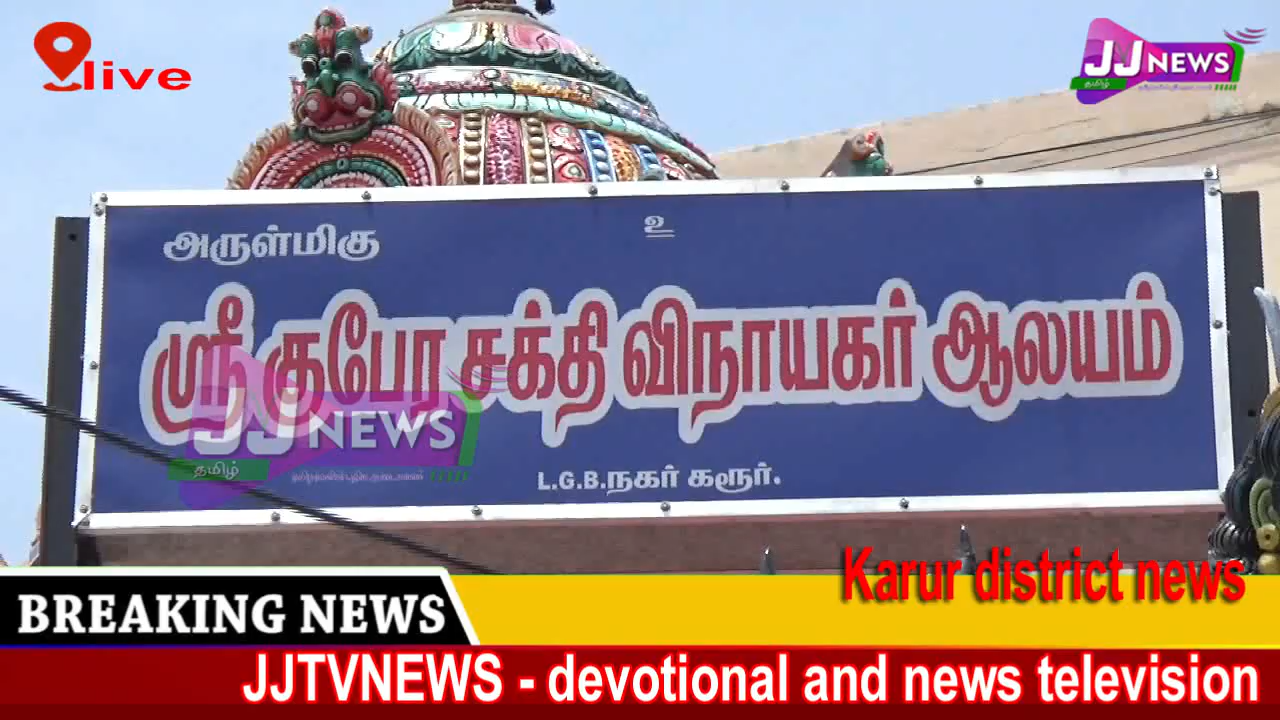 live
JJ NEWS
தமிழ்
அருள்மிகு
உ
ஸ்ரீ குபேர சக்தி விநாயகர் ஆலயம்
JJ NEWS
தமிழ்
L.G.B.நகர் கரூர்.
Karur district news
BREAKING NEWS
JJTVNEWS - devotional and news television